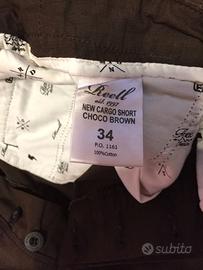 Reell
est. 1997
NEW CARGO SHORT
CHOCO BROWN
34
P.O. 1161
100%Cotton
subito